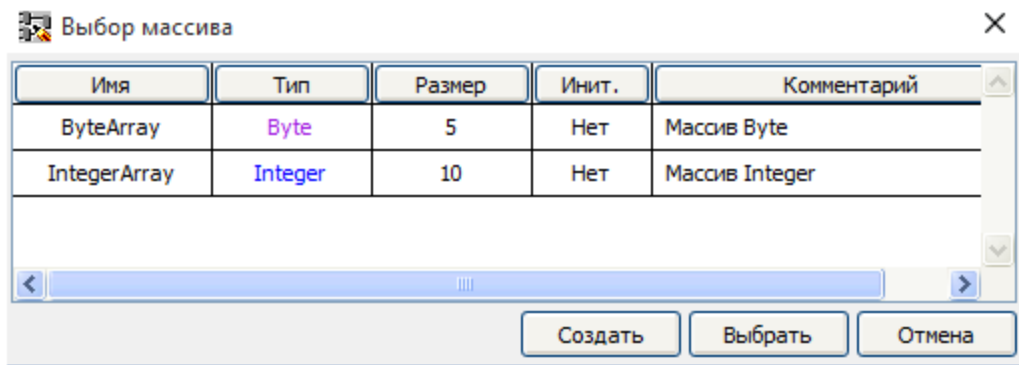 Выбор массива
Имя Тип Размер Инит. Комментарий
ByteArray Byte 5 Нет Массив Byte
IntegerArray Integer 10 Нет Массив Integer
Создать Выбрать Отмена